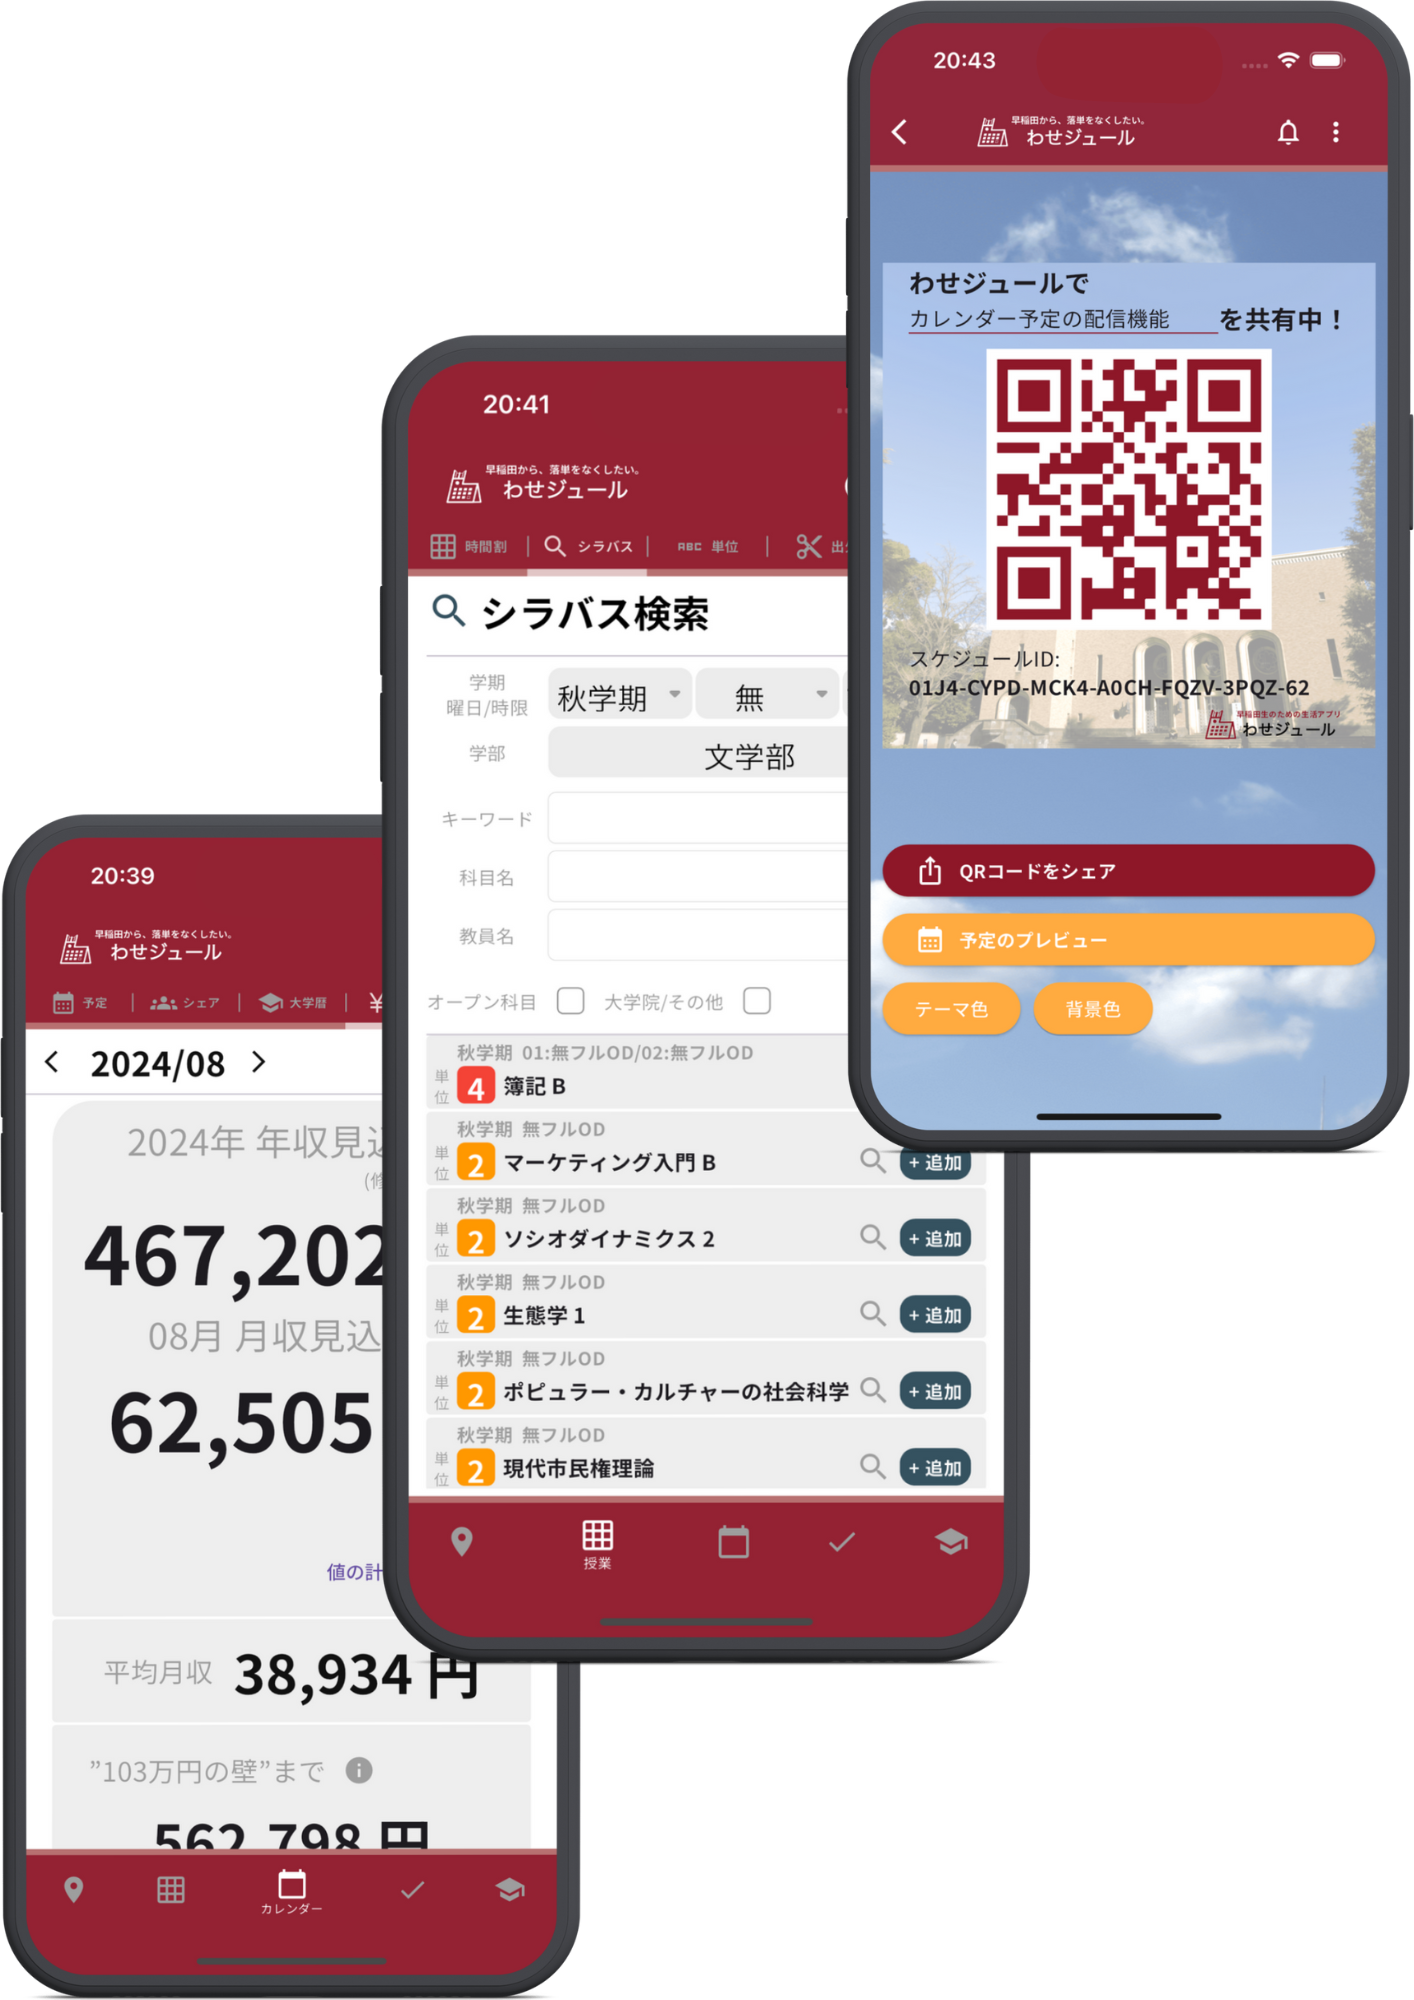 20:43
早稲田から、落単をなくしたい。
わせジュール
わせジュールで
カレンダー予定の配信機能 を共有中！
スケジュールID:
01J4-CYPD-MCK4-A0CH-FQZV-3PQZ-62
早稲田生のための生活アプリ
わせジュール
QRコードをシェア
予定のプレビュー
テーマ色 背景色
20:41
早稲田から、落単をなくしたい。
わせジュール
時間割 シラバス ABC 単位
シラバス検索
学期
曜日/時限
秋学期 無
学部 文学部
キーワード
科目名
教員名
オープン科目 大学院/その他
秋学期 01:無フルOD/02:無フルOD
単位 4 簿記 B
秋学期 無フルOD
単位 2 マーケティング入門 B + 追加
秋学期 無フルOD
単位 2 ソシオダイナミクス 2 + 追加
秋学期 無フルOD
単位 2 生態学 1 + 追加
秋学期 無フルOD
単位 2 ポピュラー・カルチャーの社会科学 + 追加
秋学期 無フルOD
単位 2 現代市民権理論 + 追加
授業
20:39
早稲田から、落単をなくしたい。
わせジュール
予定 シェア 大学暦 ¥
2024/08
2024年 年収見込
467,202
08月 月収見込
62,505
値の計
平均月収 38,934 円
”103万円の壁”まで
562,798 円
カレンダー